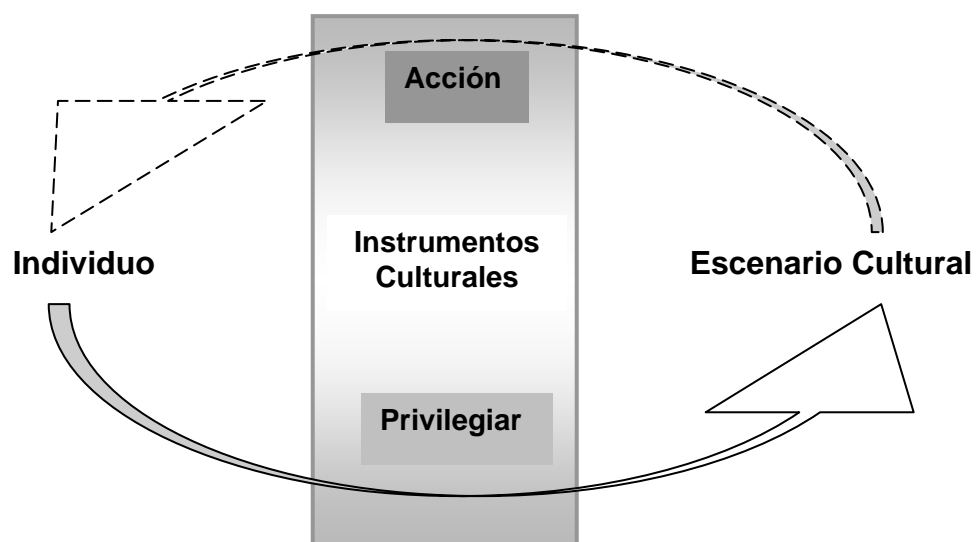 Acción
Instrumentos
Culturales
Individuo
Escenario Cultural
Privilegiar